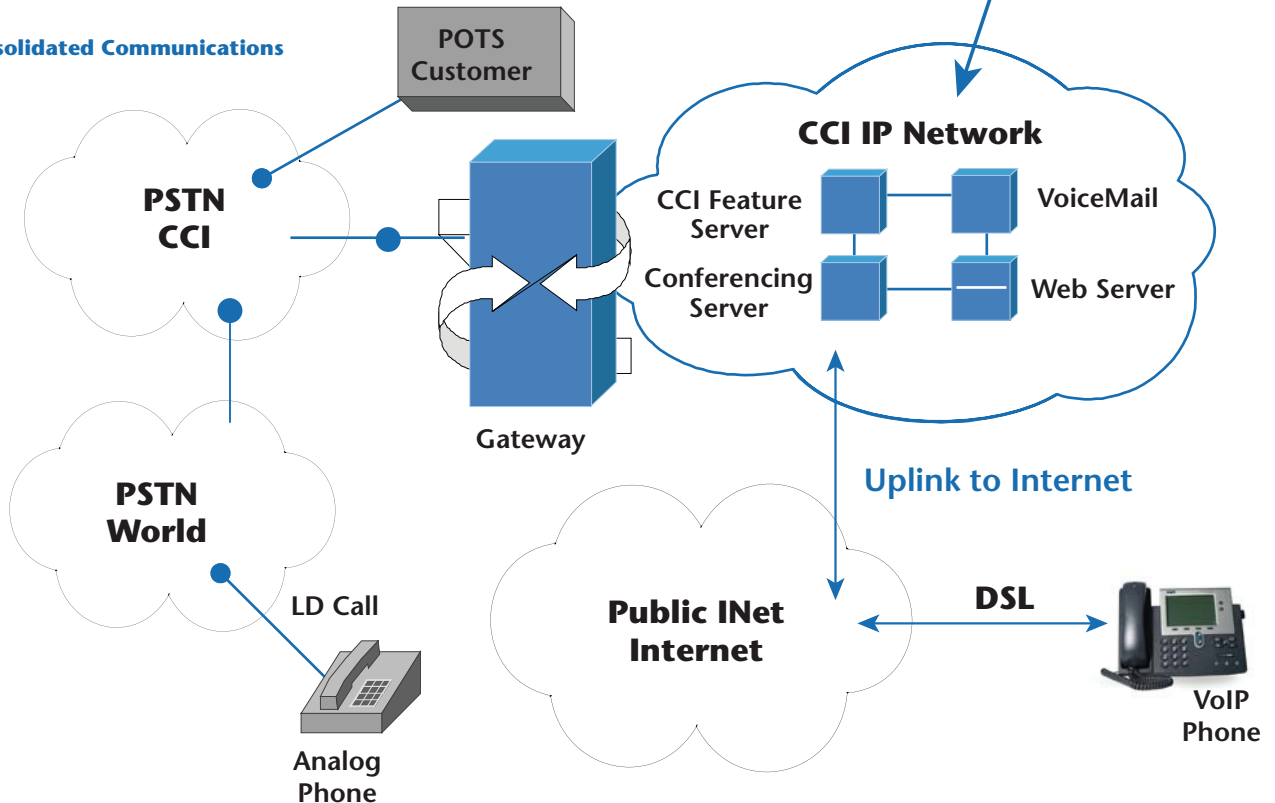 solidated Communications
POTS
Customer
CCI IP Network
PSTN
CCI
CCI Feature
Server
VoiceMail
Conferencing
Server
Web Server
Gateway
Uplink to Internet
PSTN
World
LD Call
Analog
Phone
Public INet
Internet
DSL
VoIP
Phone